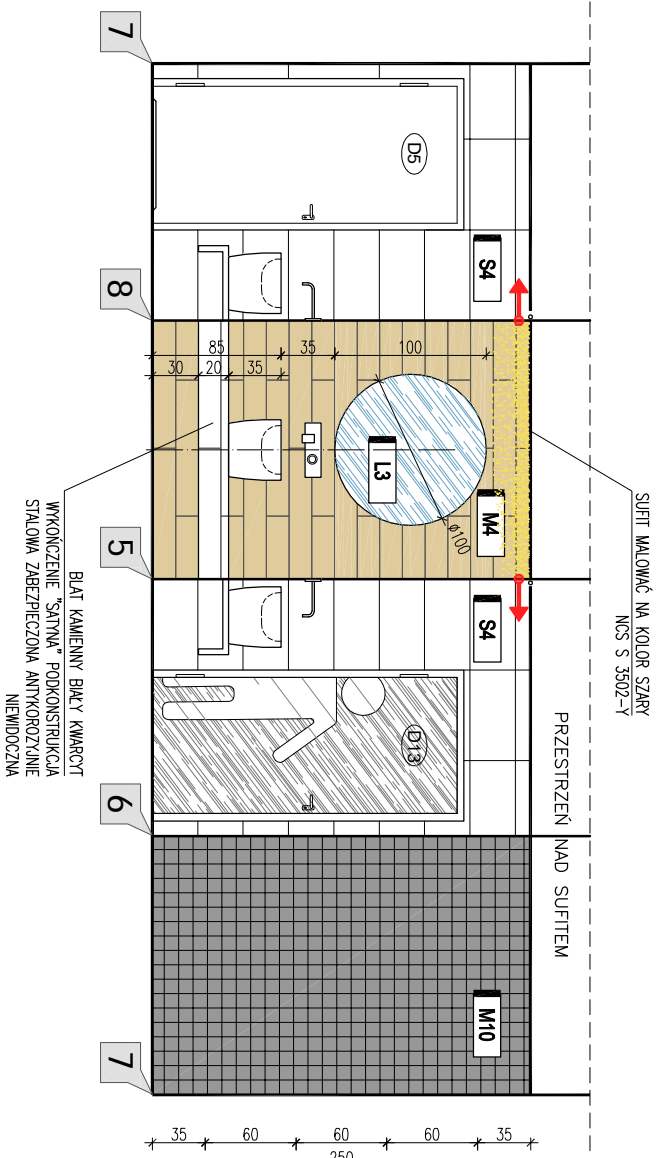 SUFIT MALOWAĆ NA KOLOR SZARY
NCS S 3502-Y
PRZESTRZEŃ NAD SUFITEM
D5
S4
M4
L3
S4
D13
M10
ø100
85
35
100
30
20
35
35
60
60
60
35
250
7
8
5
6
7
BLAT KAMIENNY BIAŁY KWARCYT
WYKOŃCZENIE "SATYNA" PODKONSTRUKCJA
STALOWA ZABEZPIECZONA ANTYKOROZYJNIE
NIEWIDOCZNA